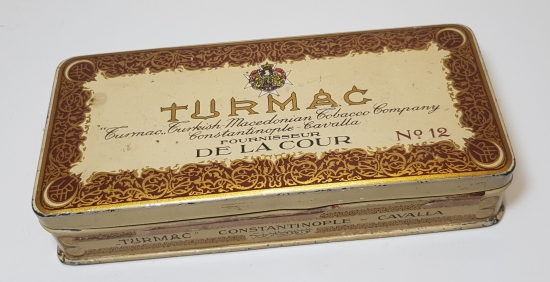 TURMAC
"Turmac" Turkish Macedonian Tobacco Company
Constantinople-Cavalla
FOURNISSEUR
DE LA COUR
Nº 12
"TURMAC" CONSTANTINOPLE CAVALLA